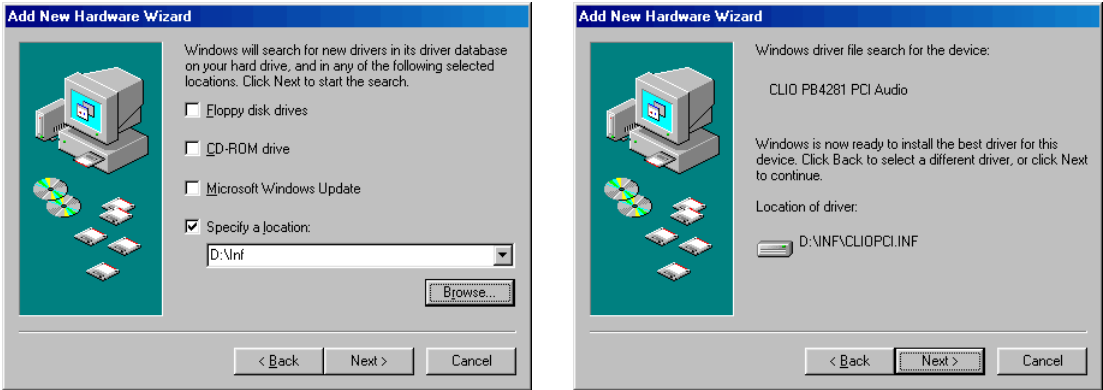 Add New Hardware Wizard
Windows will search for new drivers in its driver database
on your hard drive, and in any of the following selected
locations. Click Next to start the search.
Floppy disk drives
CD-ROM drive
Microsoft Windows Update
Specify a location:
D:\Inf
Browse...
< Back
Next >
Cancel
Add New Hardware Wizard
Windows driver file search for the device:
CLIO PB4281 PCI Audio
Windows is now ready to install the best driver for this
device. Click Back to select a different driver, or click Next
to continue.
Location of driver:
D:\INF\CLIOPCI.INF
< Back
Next >
Cancel